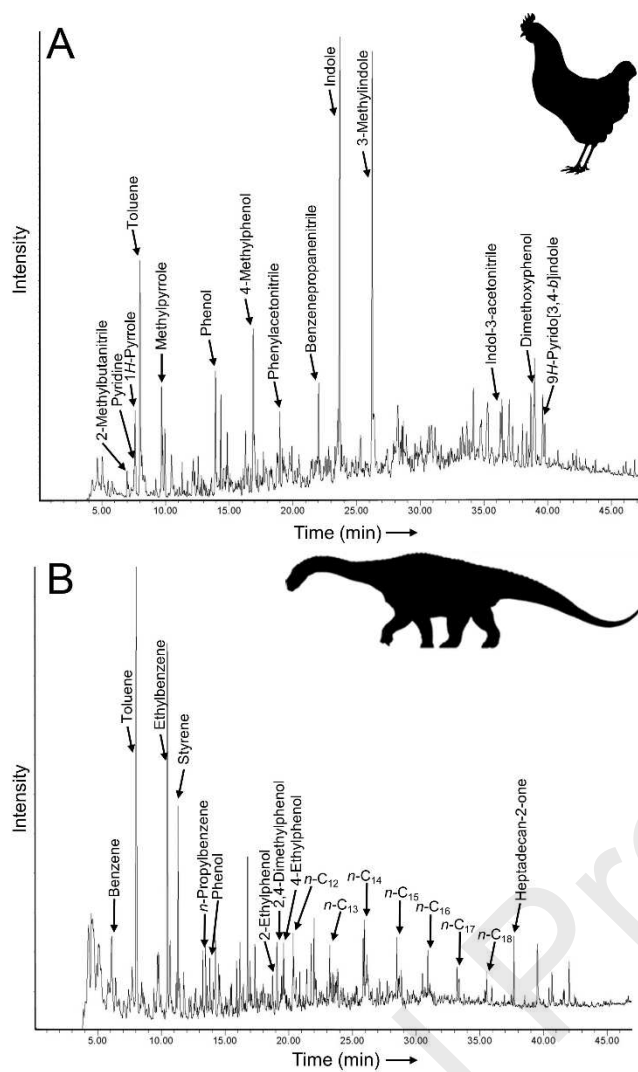 A
Intensity
2-Methylbutanitrile
Pyridine
1H-Pyrrole
Toluene
Methylpyrrole
Phenol
4-Methylphenol
Phenylacetonitrile
Benzenepropanenitrile
Indole
3-Methylindole
Indol-3-acetonitrile
Dimethoxyphenol
9H-Pyrido[3,4-b]indole
5.00 10.00 15.00 20.00 25.00 30.00 35.00 40.00 45.00
Time (min)
B
Intensity
Benzene
Toluene
Ethylbenzene
Styrene
n-Propylbenzene
Phenol
2-Ethylphenol
2,4-Dimethylphenol
4-Ethylphenol
n-C₁₂
n-C₁₃
n-C₁₄
n-C₁₅
n-C₁₆
n-C₁₇
n-C₁₈
Heptadecan-2-one
5.00 10.00 15.00 20.00 25.00 30.00 35.00 40.00 45.00
Time (min)